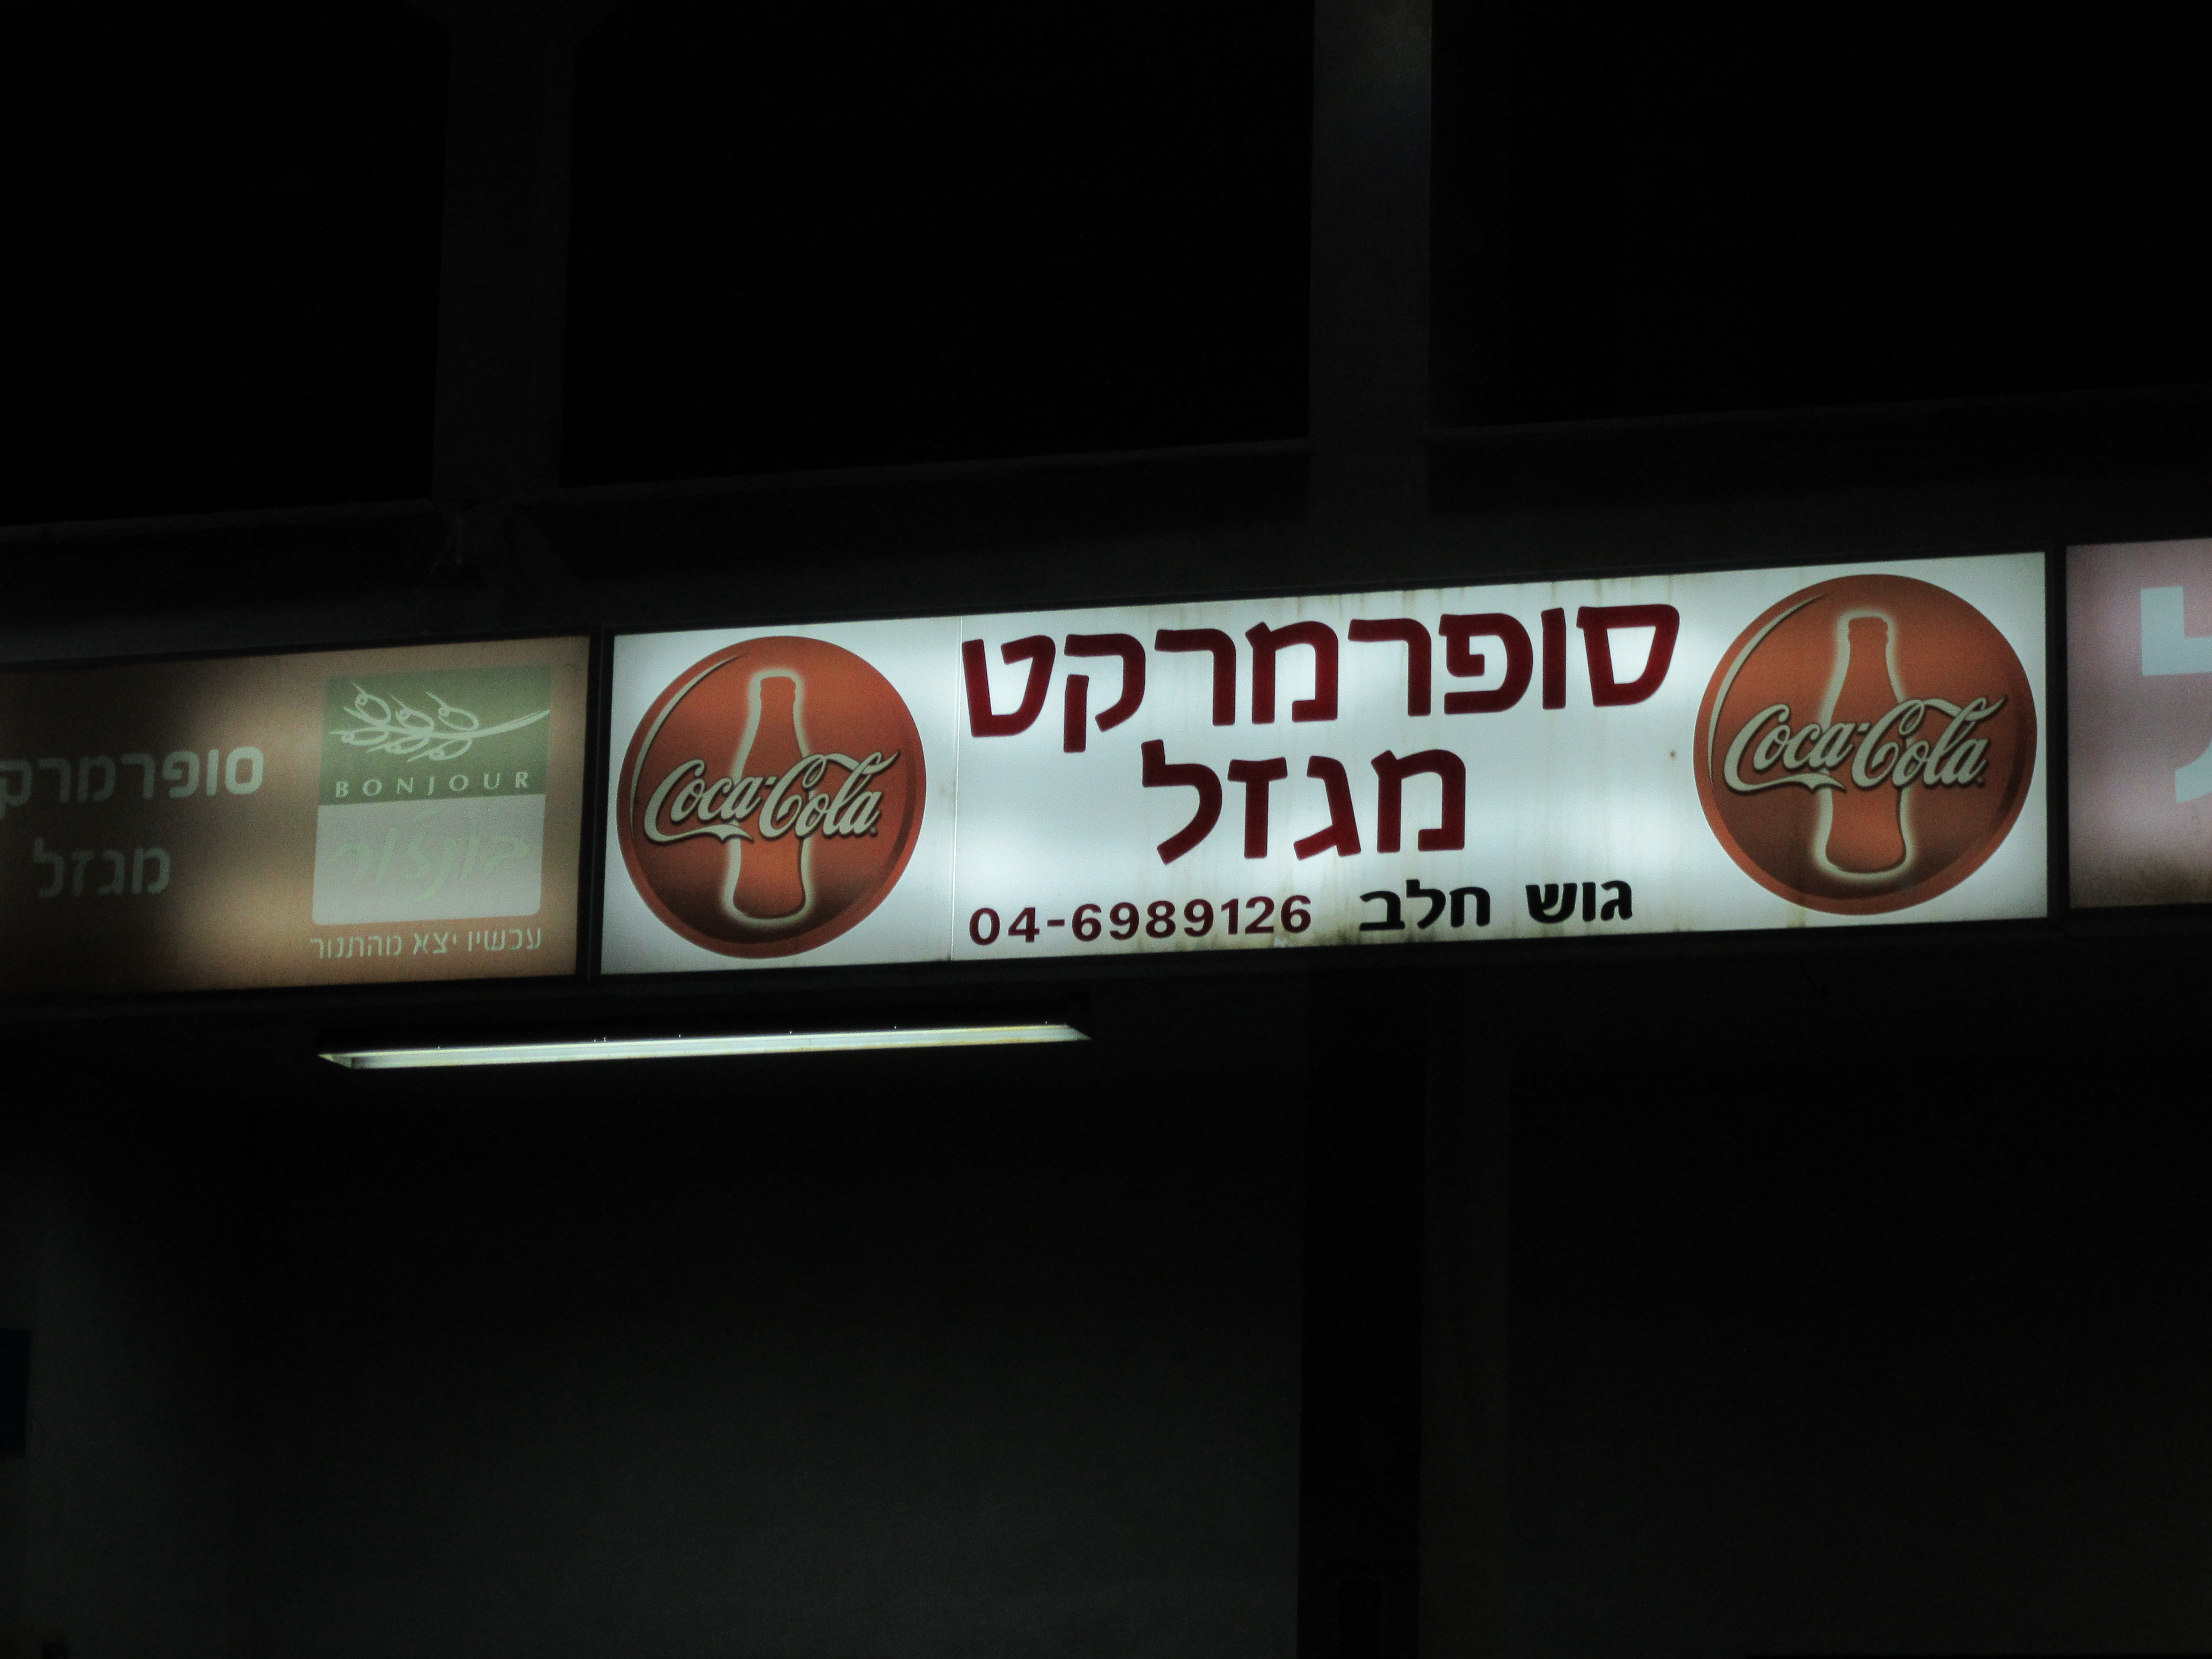 סופרמרקט
מגזל
גוש חלב 04-6989126
Coca-Cola
Coca-Cola
סופרמרק
מגזל
BONJOUR
בונז'ור
עכשיו יצא מהתנור
ל